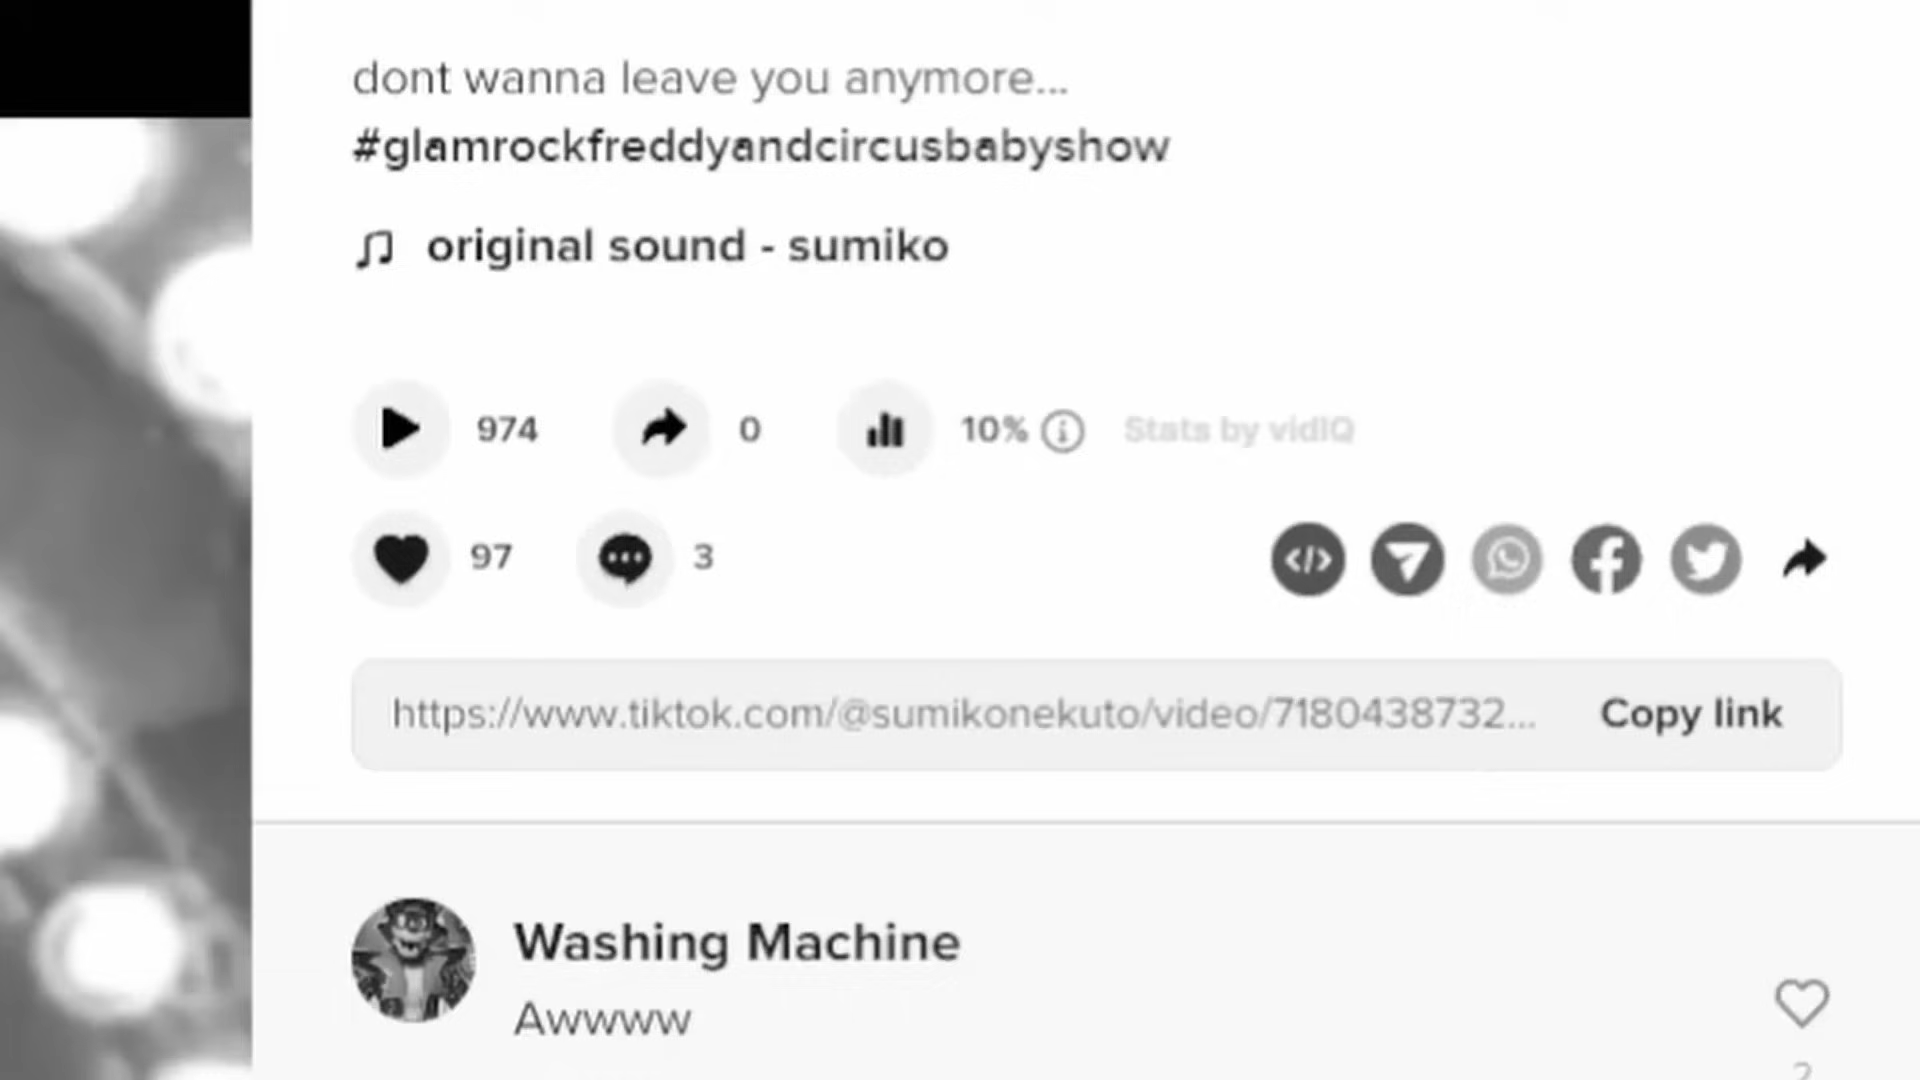 dont wanna leave you anymore...
#glamrockfreddyandcircusbabyshow
original sound - sumiko
974 0 10% Stats by vidIQ
97 3
https://www.tiktok.com/@sumikonekuto/video/7180438732... Copy link
Washing Machine
Awwww